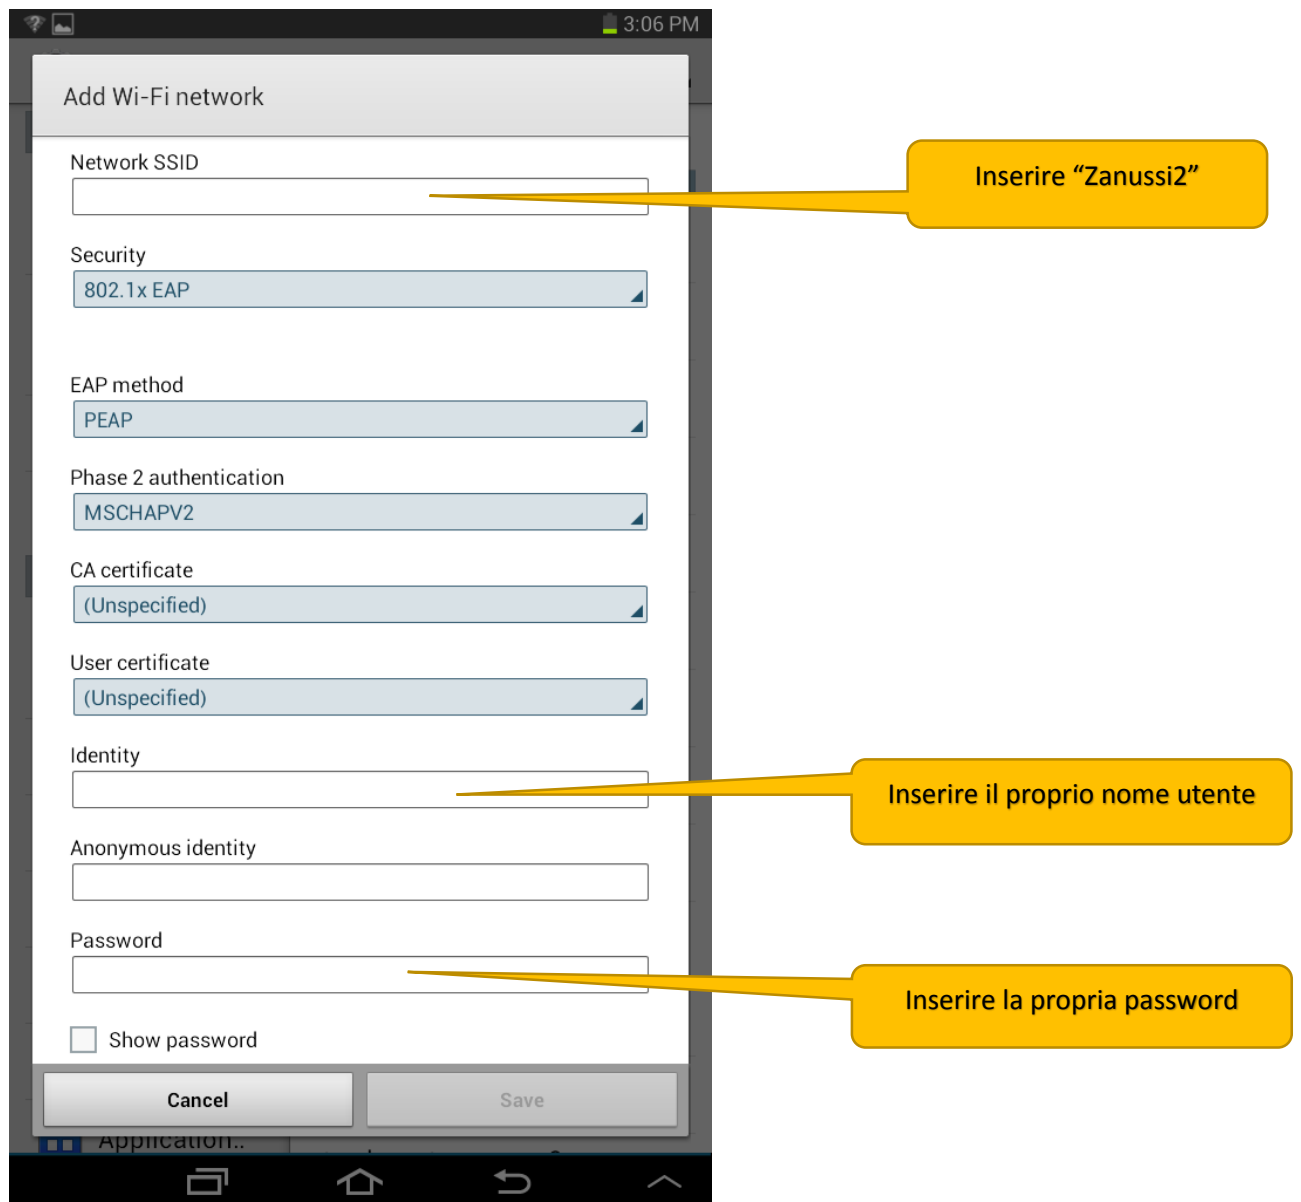 3:06 PM
Add Wi-Fi network
Network SSID
Inserire “Zanussi2”
Security
802.1x EAP
EAP method
PEAP
Phase 2 authentication
MSCHAPV2
CA certificate
(Unspecified)
User certificate
(Unspecified)
Identity
Inserire il proprio nome utente
Anonymous identity
Password
Inserire la propria password
Show password
Cancel
Save
Application..